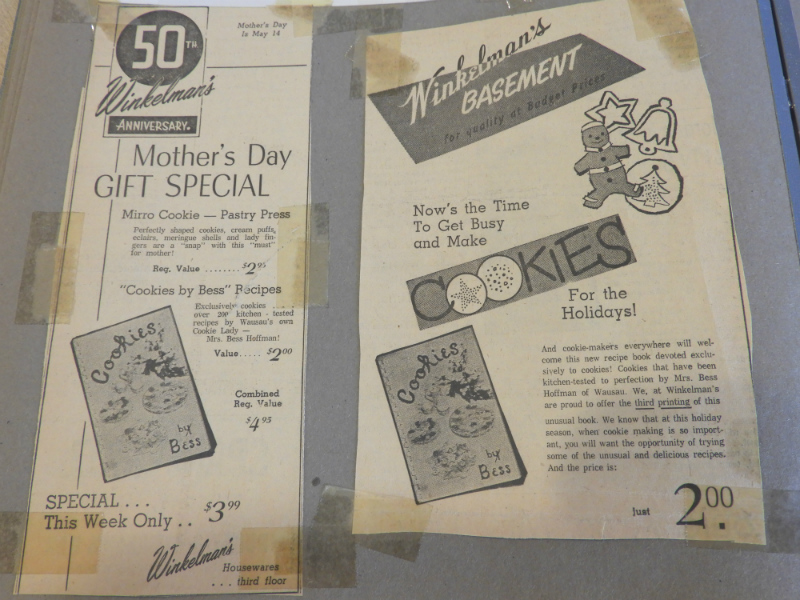 50TH
Winkelman's
ANNIVERSARY.
Mother's Day
Is May 14
Mother's Day
GIFT SPECIAL
Mirro Cookie — Pastry Press
Perfectly shaped cookies, cream puffs,
eclairs, meringue shells and lady fin-
gers are a "snap" with this "must"
for mother!
Reg. Value ........ $2.95
"Cookies by Bess" Recipes
Exclusively cookies
over 200 kitchen - tested
recipes by Wausau's own
Cookie Lady —
Mrs. Bess Hoffman!
Value..... $2.00
Combined
Reg. Value
$4.95
Cookies
by
Bess
SPECIAL ...
This Week Only .. $3.99
Winkelman's
Housewares
... third floor
Winkelman's
BASEMENT
for quality at Budget Prices
Now's the Time
To Get Busy
and Make
COOKIES
For the
Holidays!
Cookies
by
Bess
And cookie-makers everywhere will wel-
come this new recipe book devoted exclu-
sively to cookies! Cookies that have been
kitchen-tested to perfection by Mrs. Bess
Hoffman of Wausau. We, at Winkelman's
are proud to offer the third printing of this
unusual book. We know that at this holiday
season, when cookie making is so import-
ant, you will want the opportunity of trying
some of the unusual and delicious recipes.
And the price is:
just 2.00